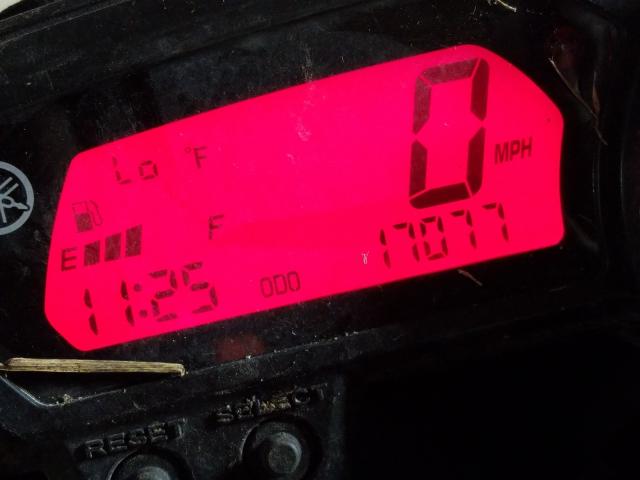 Lo °F
0 MPH
E F
11:25 ODO 17077
RESET SELECT